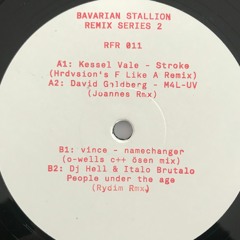 BAVARIAN STALLION
REMIX SERIES 2
RFR 011
A1: Kessel Vale - Stroke
(Hrdvsion's F Like A Remix)
A2: David Goldberg - M4L-UV
(Juannes Rmx)
B1: vince - namechanger
(o-wells c++ ösen mix)
B2: Dj Hell & Italo Brutalo
People under the age
(Rydim Rmx)